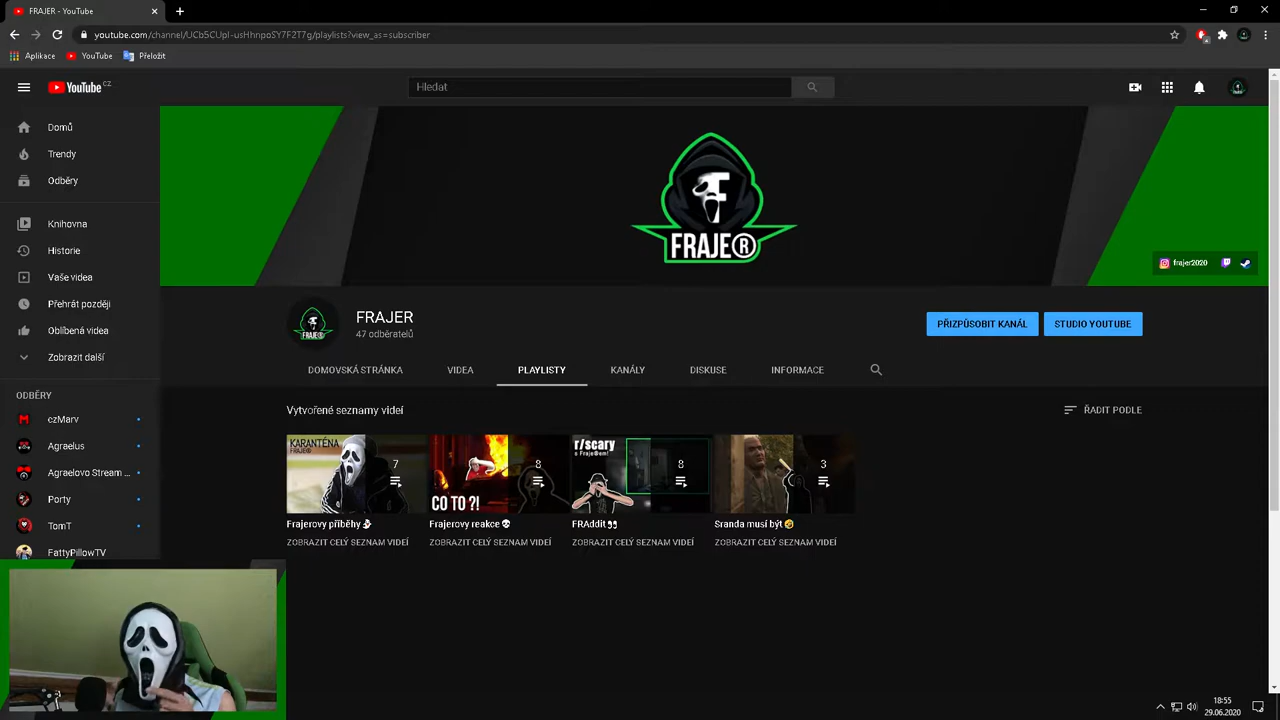 FRAJER - YouTube
youtube.com/channel/UCb5CUpI-usHhnpoSY7F2T7g/playlists?view_as=subscriber
Aplikace YouTube Přeložit
YouTube CZ
Hledat
Domů
Trendy
Odběry
Knihovna
Historie
Vaše videa
Přehrát později
Oblíbená videa
Zobrazit další
ODBĚRY
czMarv
Agraelus
Agraelovo Stream ...
Porty
TomT
FattyPillowTV
F
FRAJE®
frajer2020
FRAJER
47 odběratelů
PŘIZPŮSOBIT KANÁL
STUDIO YOUTUBE
DOMOVSKÁ STRÁNKA VIDEA PLAYLISTY KANÁLY DISKUSE INFORMACE
Vytvořené seznamy videí
ŘADIT PODLE
KARANTÉNA
FRAJE®
7
CO TO ?!
8
r/scary
s Fraje®em!
8
3
Frajerovy příběhy
ZOBRAZIT CELÝ SEZNAM VIDEÍ
Frajerovy reakce
ZOBRAZIT CELÝ SEZNAM VIDEÍ
FRAddit
ZOBRAZIT CELÝ SEZNAM VIDEÍ
Sranda musí být
ZOBRAZIT CELÝ SEZNAM VIDEÍ
18:55
29.06.2020